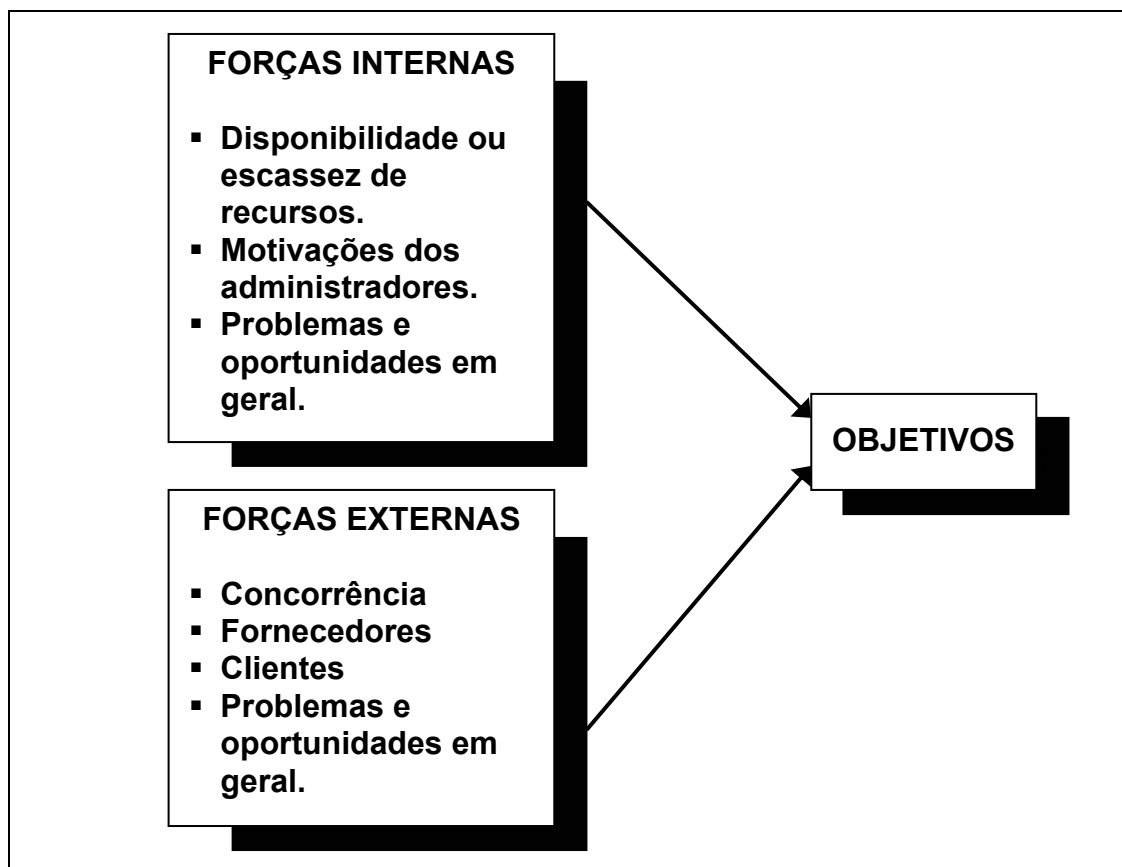 FORÇAS INTERNAS
▪ Disponibilidade ou
escassez de
recursos.
▪ Motivações dos
administradores.
▪ Problemas e
oportunidades em
geral.
OBJETIVOS
FORÇAS EXTERNAS
▪ Concorrência
▪ Fornecedores
▪ Clientes
▪ Problemas e
oportunidades em
geral.